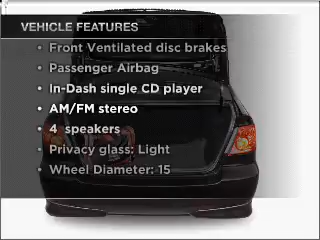 VEHICLE FEATURES
• Front Ventilated disc brakes
• Passenger Airbag
• In-Dash single CD player
• AM/FM stereo
• 4 speakers
• Privacy glass: Light
• Wheel Diameter: 15